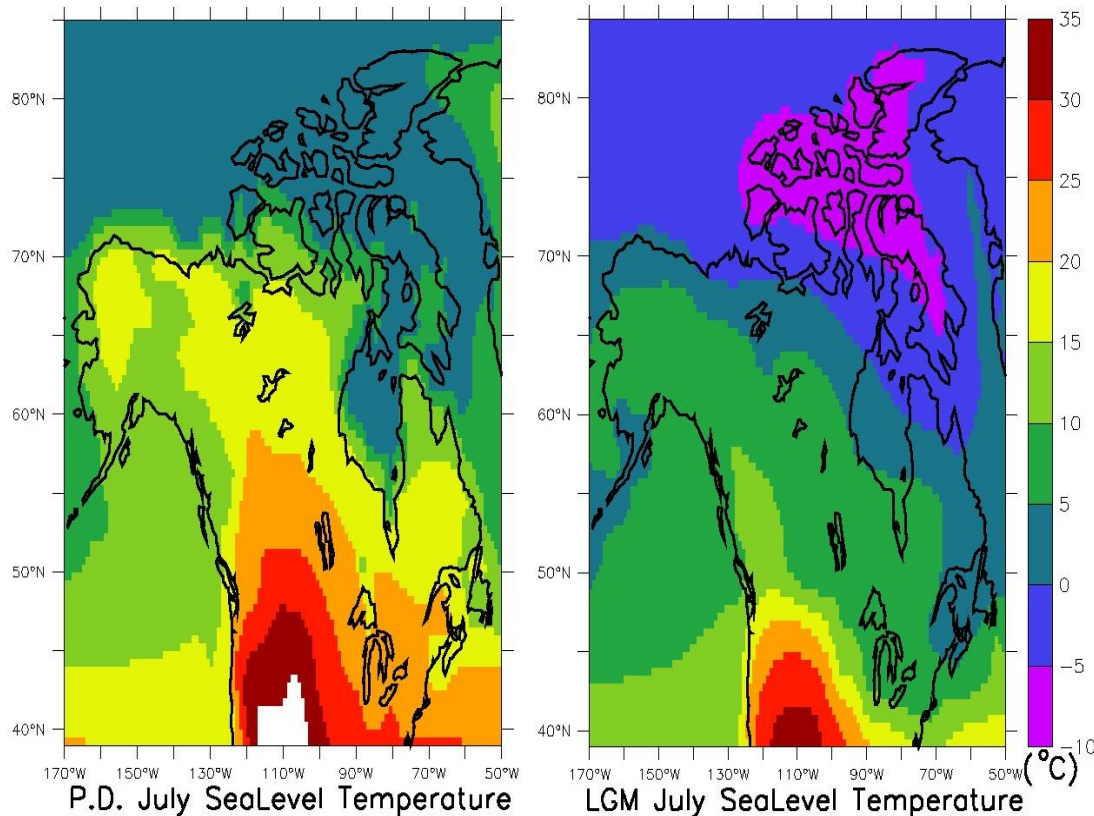 80°N
70°N
60°N
50°N
40°N
170°W 150°W 130°W 110°W 90°W 70°W 50°W
P.D. July SeaLevel Temperature
80°N
70°N
60°N
50°N
40°N
170°W 150°W 130°W 110°W 90°W 70°W 50°W
LGM July SeaLevel Temperature
35
30
25
20
15
10
5
0
−5
−10
(°C)